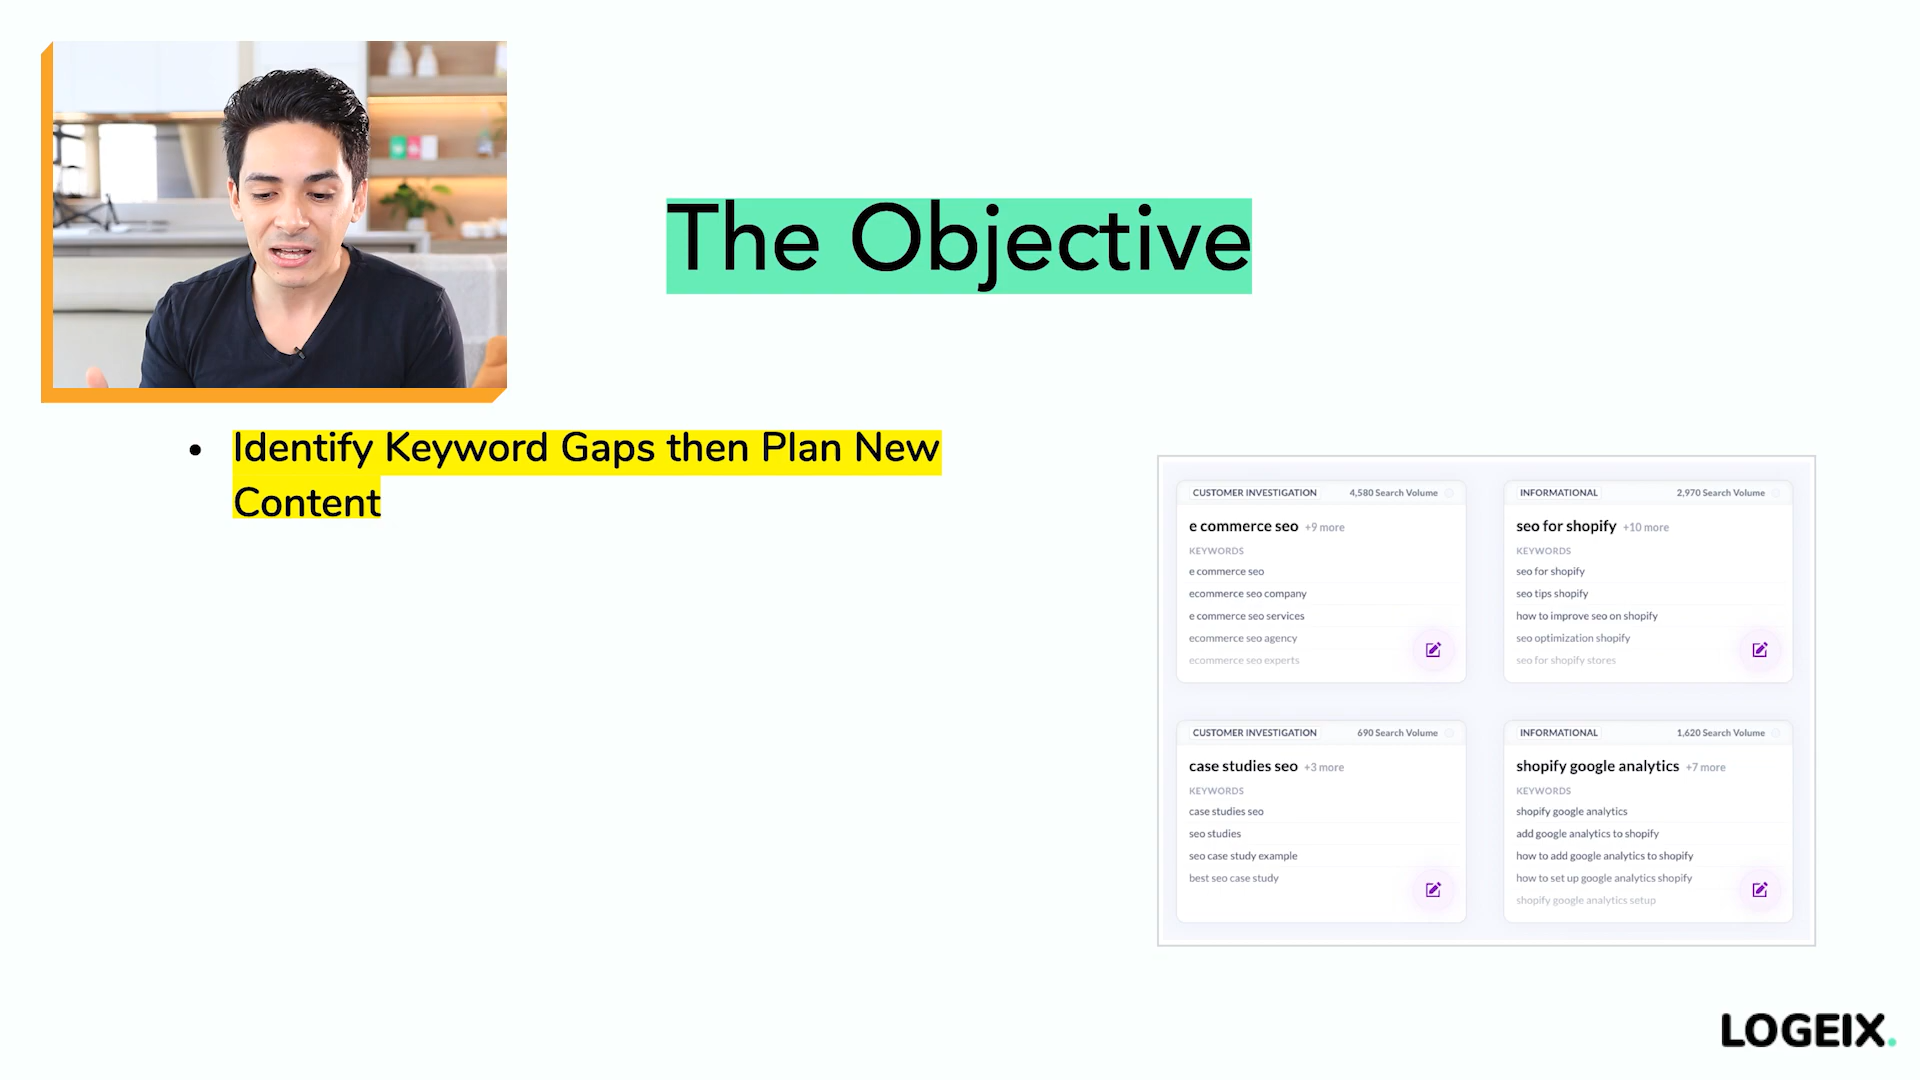 The Objective
Identify Keyword Gaps then Plan New
Content
CUSTOMER INVESTIGATION 4,580 Search Volume
e commerce seo +9 more
KEYWORDS
e commerce seo
ecommerce seo company
e commerce seo services
ecommerce seo agency
ecommerce seo experts
INFORMATIONAL 2,970 Search Volume
seo for shopify +10 more
KEYWORDS
seo for shopify
seo tips shopify
how to improve seo on shopify
seo optimization shopify
seo for shopify stores
CUSTOMER INVESTIGATION 690 Search Volume
case studies seo +3 more
KEYWORDS
case studies seo
seo studies
seo case study example
best seo case study
INFORMATIONAL 1,620 Search Volume
shopify google analytics +7 more
KEYWORDS
shopify google analytics
add google analytics to shopify
how to add google analytics to shopify
how to set up google analytics shopify
shopify google analytics setup
LOGEIX.